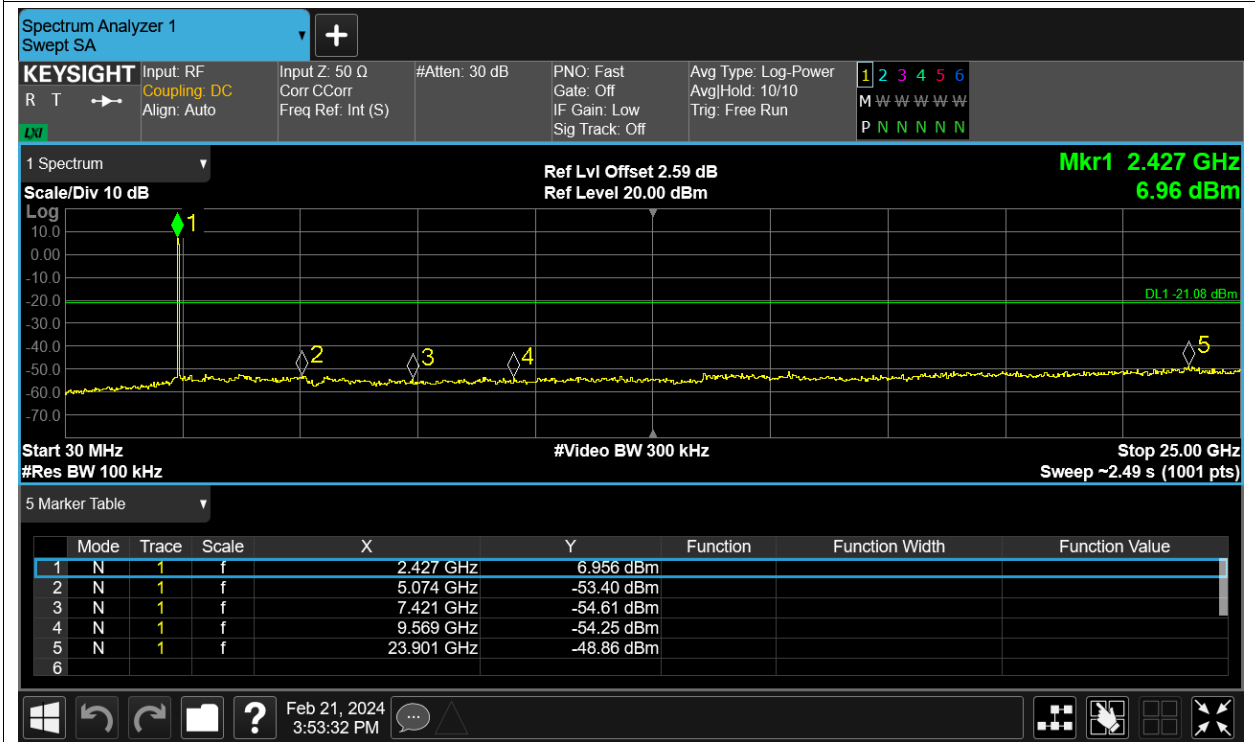 Spectrum Analyzer 1
Swept SA
+
KEYSIGHT Input: RF Input Z: 50 Ω #Atten: 30 dB PNO: Fast Avg Type: Log-Power 1 2 3 4 5 6
R T Coupling: DC Corr CCorr Gate: Off Avg|Hold: 10/10 M W W W W W
Align: Auto Freq Ref: Int (S) IF Gain: Low Trig: Free Run
LXI Sig Track: Off P N N N N N
1 Spectrum Ref Lvl Offset 2.59 dB Mkr1 2.427 GHz
Scale/Div 10 dB Ref Level 20.00 dBm 6.96 dBm
Log
1
10.0
0.00
-10.0
DL1 -21.08 dBm
-20.0
-30.0
-40.0
2 3 4 5
-50.0
-60.0
-70.0
Start 30 MHz #Video BW 300 kHz Stop 25.00 GHz
#Res BW 100 kHz Sweep ~2.49 s (1001 pts)
5 Marker Table
Mode Trace Scale X Y Function Function Width Function Value
1 N 1 f 2.427 GHz 6.956 dBm
2 N 1 f 5.074 GHz -53.40 dBm
3 N 1 f 7.421 GHz -54.61 dBm
4 N 1 f 9.569 GHz -54.25 dBm
5 N 1 f 23.901 GHz -48.86 dBm
6
? Feb 21, 2024
3:53:32 PM